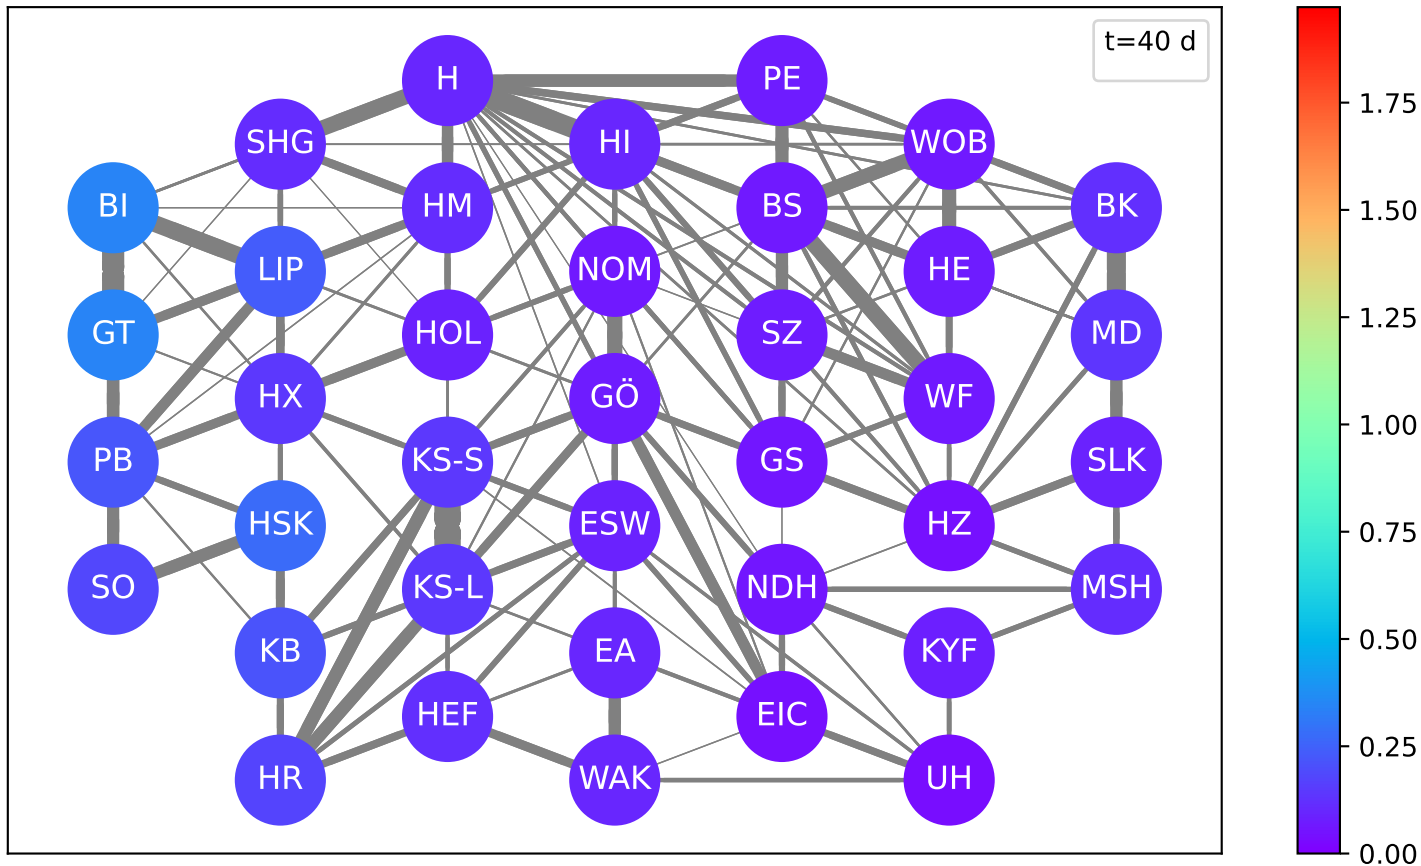 t=40 d
H
PE
SHG
HI
WOB
BI
HM
BS
BK
LIP
NOM
HE
GT
HOL
SZ
MD
HX
GÖ
WF
PB
KS-S
GS
SLK
HSK
ESW
HZ
SO
KS-L
NDH
MSH
KB
EA
KYF
HEF
EIC
HR
WAK
UH
1.75
1.50
1.25
1.00
0.75
0.50
0.25
0.00